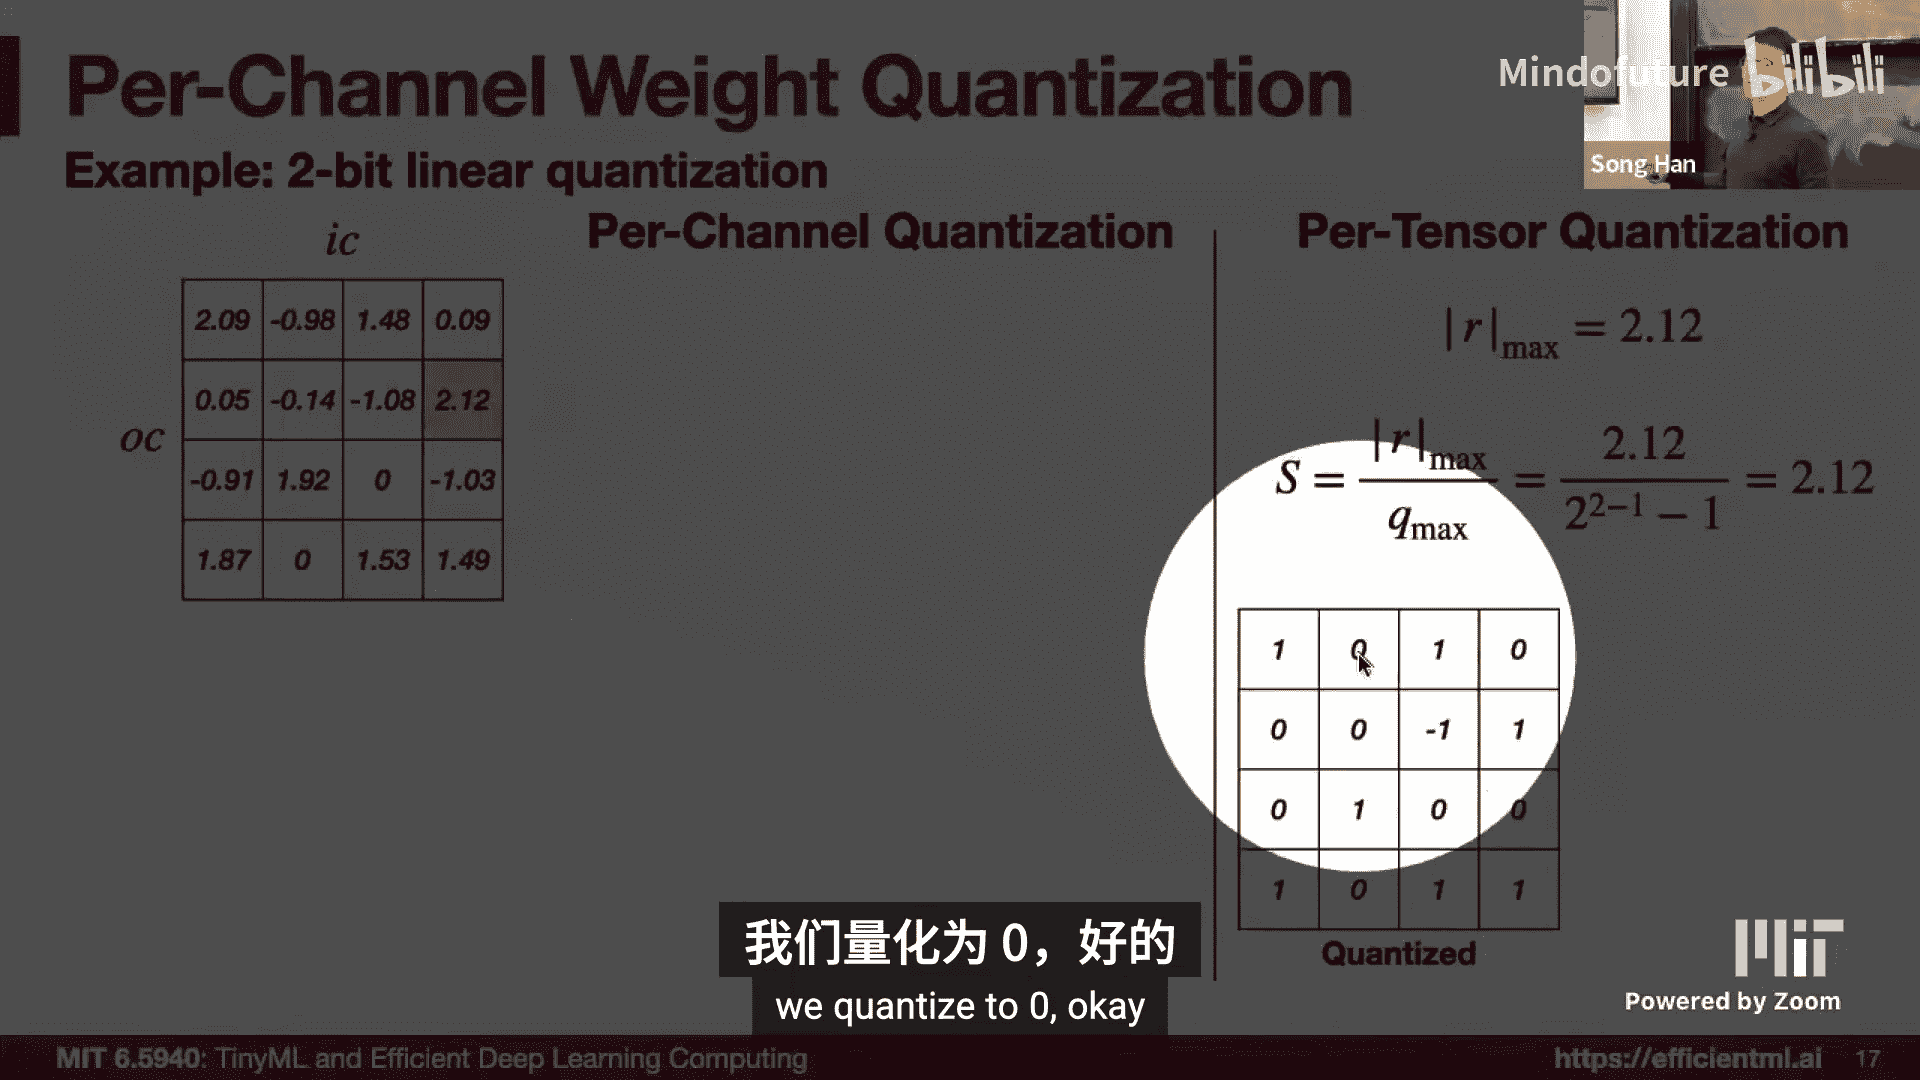 Per-Channel Weight Quantization
Mindofuture bilibili
Song Han
Example: 2-bit linear quantization
Per-Channel Quantization
Per-Tensor Quantization
ic
oc
2.09 -0.98 1.48 0.09
0.05 -0.14 -1.08 2.12
-0.91 1.92 0 -1.03
1.87 0 1.53 1.49
|r|max = 2.12
S = |r|max / qmax = 2.12 / 2^{2-1} − 1 = 2.12
1 0 1 0
0 0 -1 1
0 1 0 0
1 0 1 1
Quantized
我们量化为 0，好的
we quantize to 0, okay
MIT
Powered by Zoom
MIT 6.5940: TinyML and Efficient Deep Learning Computing
https://efficientml.ai
17